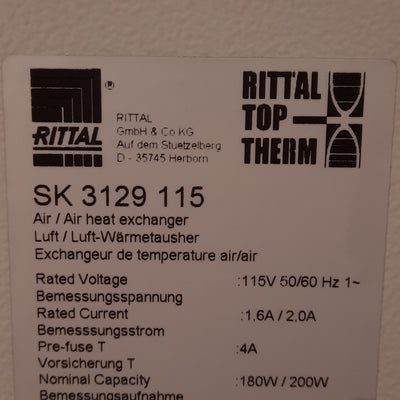 RITTAL
®
RITTAL
GmbH & Co KG
Auf dem Stuetzelberg
D - 35745 Herborn
RITTAL
TOP
THERM
SK 3129 115
Air / Air heat exchanger
Luft / Luft-Wärmetausher
Exchangeur de temperature air/air
Rated Voltage :115V 50/60 Hz 1~
Bemessungsspannung
Rated Current :1,6A / 2,0A
Bemesssungsstrom
Pre-fuse T :4A
Vorsicherung T
Nominal Capacity :180W / 200W
Bemessungsaufnahme